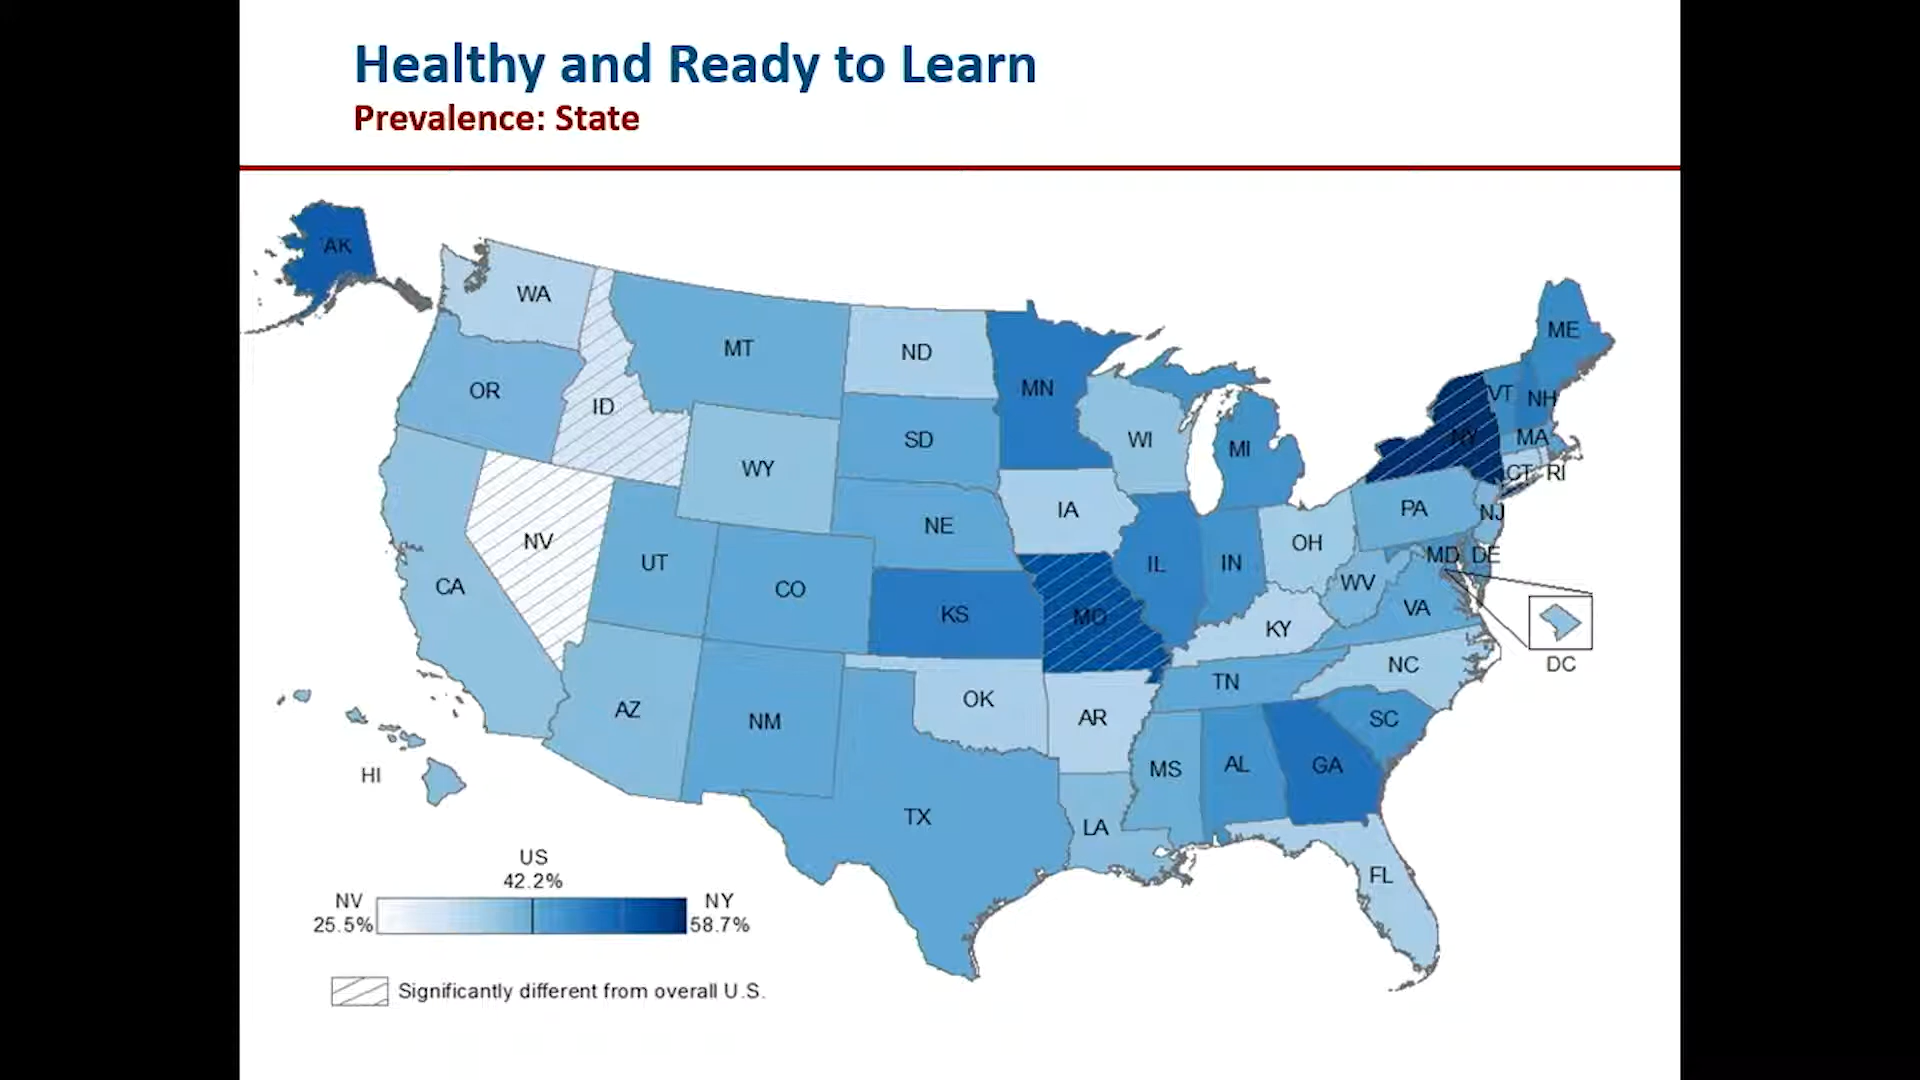 Healthy and Ready to Learn
Prevalence: State
AK
WA
MT
ND
MN
ME
OR
ID
SD
WI
MI
NY
VT
NH
MA
CT
RI
WY
IA
PA
NJ
NE
NV
UT
CO
IL
IN
OH
MD
DE
CA
KS
MO
WV
VA
KY
DC
NC
TN
OK
AR
AZ
NM
SC
MS
AL
GA
HI
TX
LA
FL
US
42.2%
NV
25.5%
NY
58.7%
Significantly different from overall U.S.